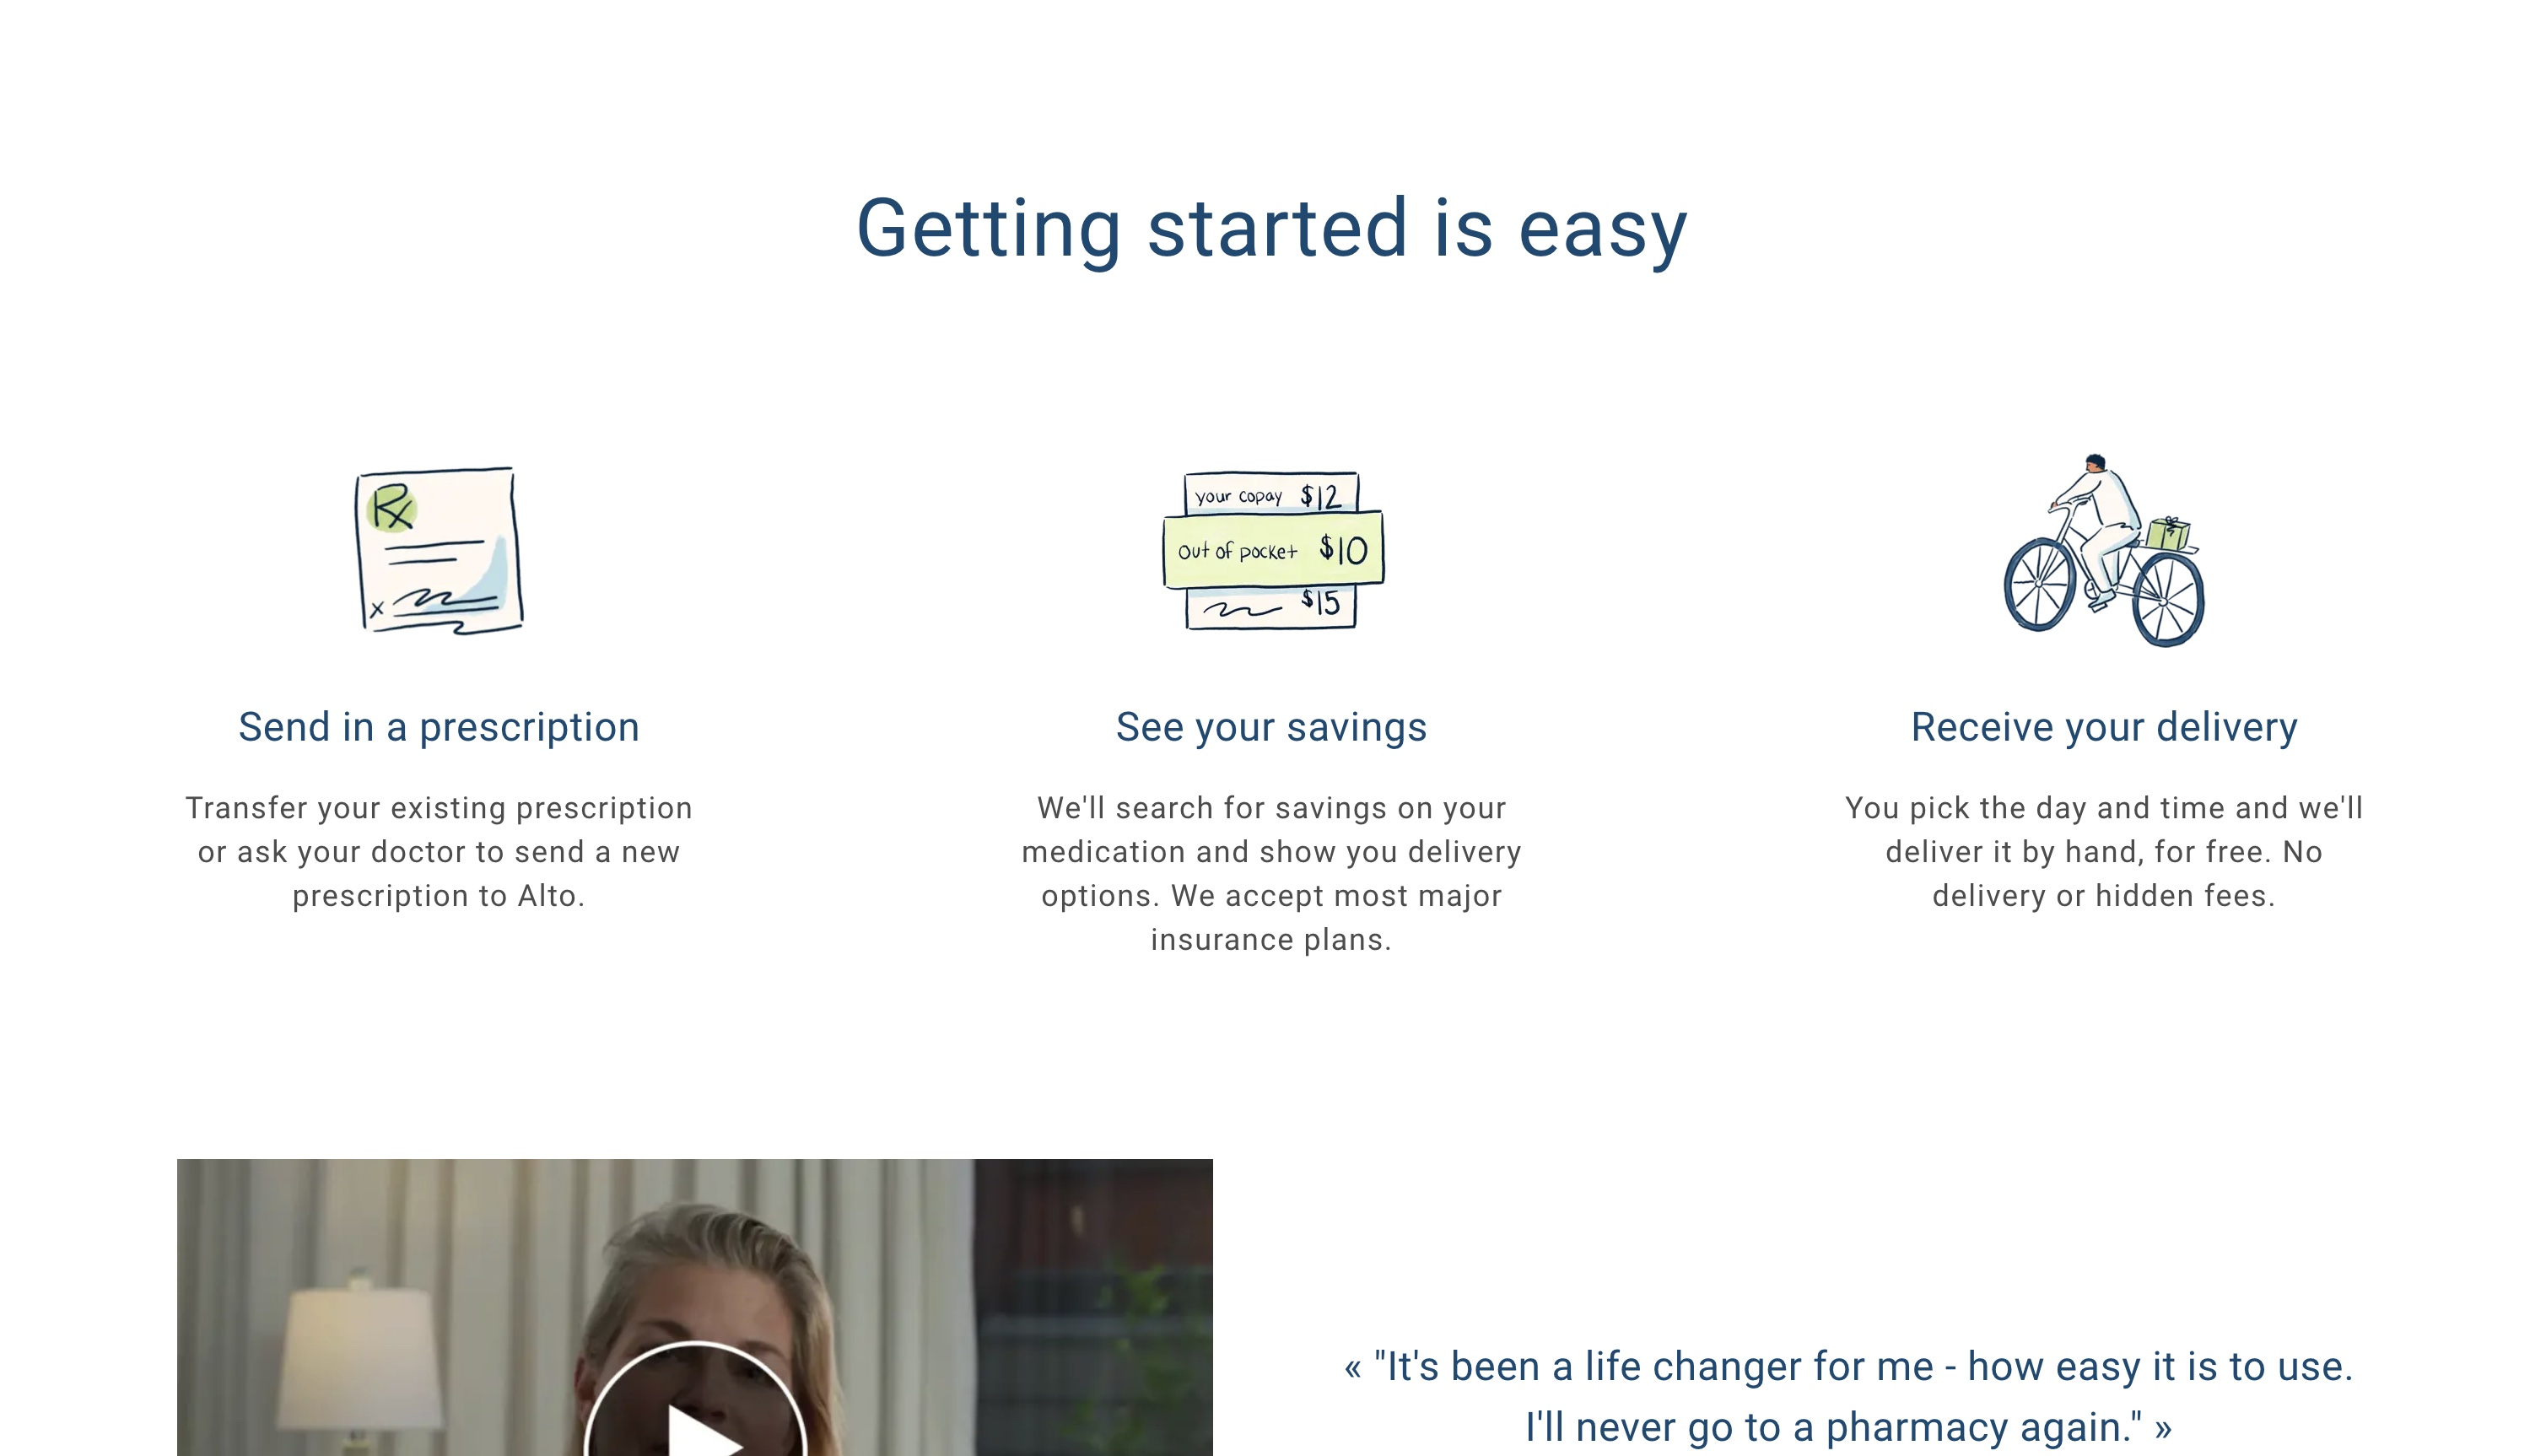 Getting started is easy
Rx
x
your copay $12
out of pocket $10
$15
Send in a prescription
Transfer your existing prescription
or ask your doctor to send a new
prescription to Alto.
See your savings
We'll search for savings on your
medication and show you delivery
options. We accept most major
insurance plans.
Receive your delivery
You pick the day and time and we'll
deliver it by hand, for free. No
delivery or hidden fees.
« "It's been a life changer for me - how easy it is to use.
I'll never go to a pharmacy again." »